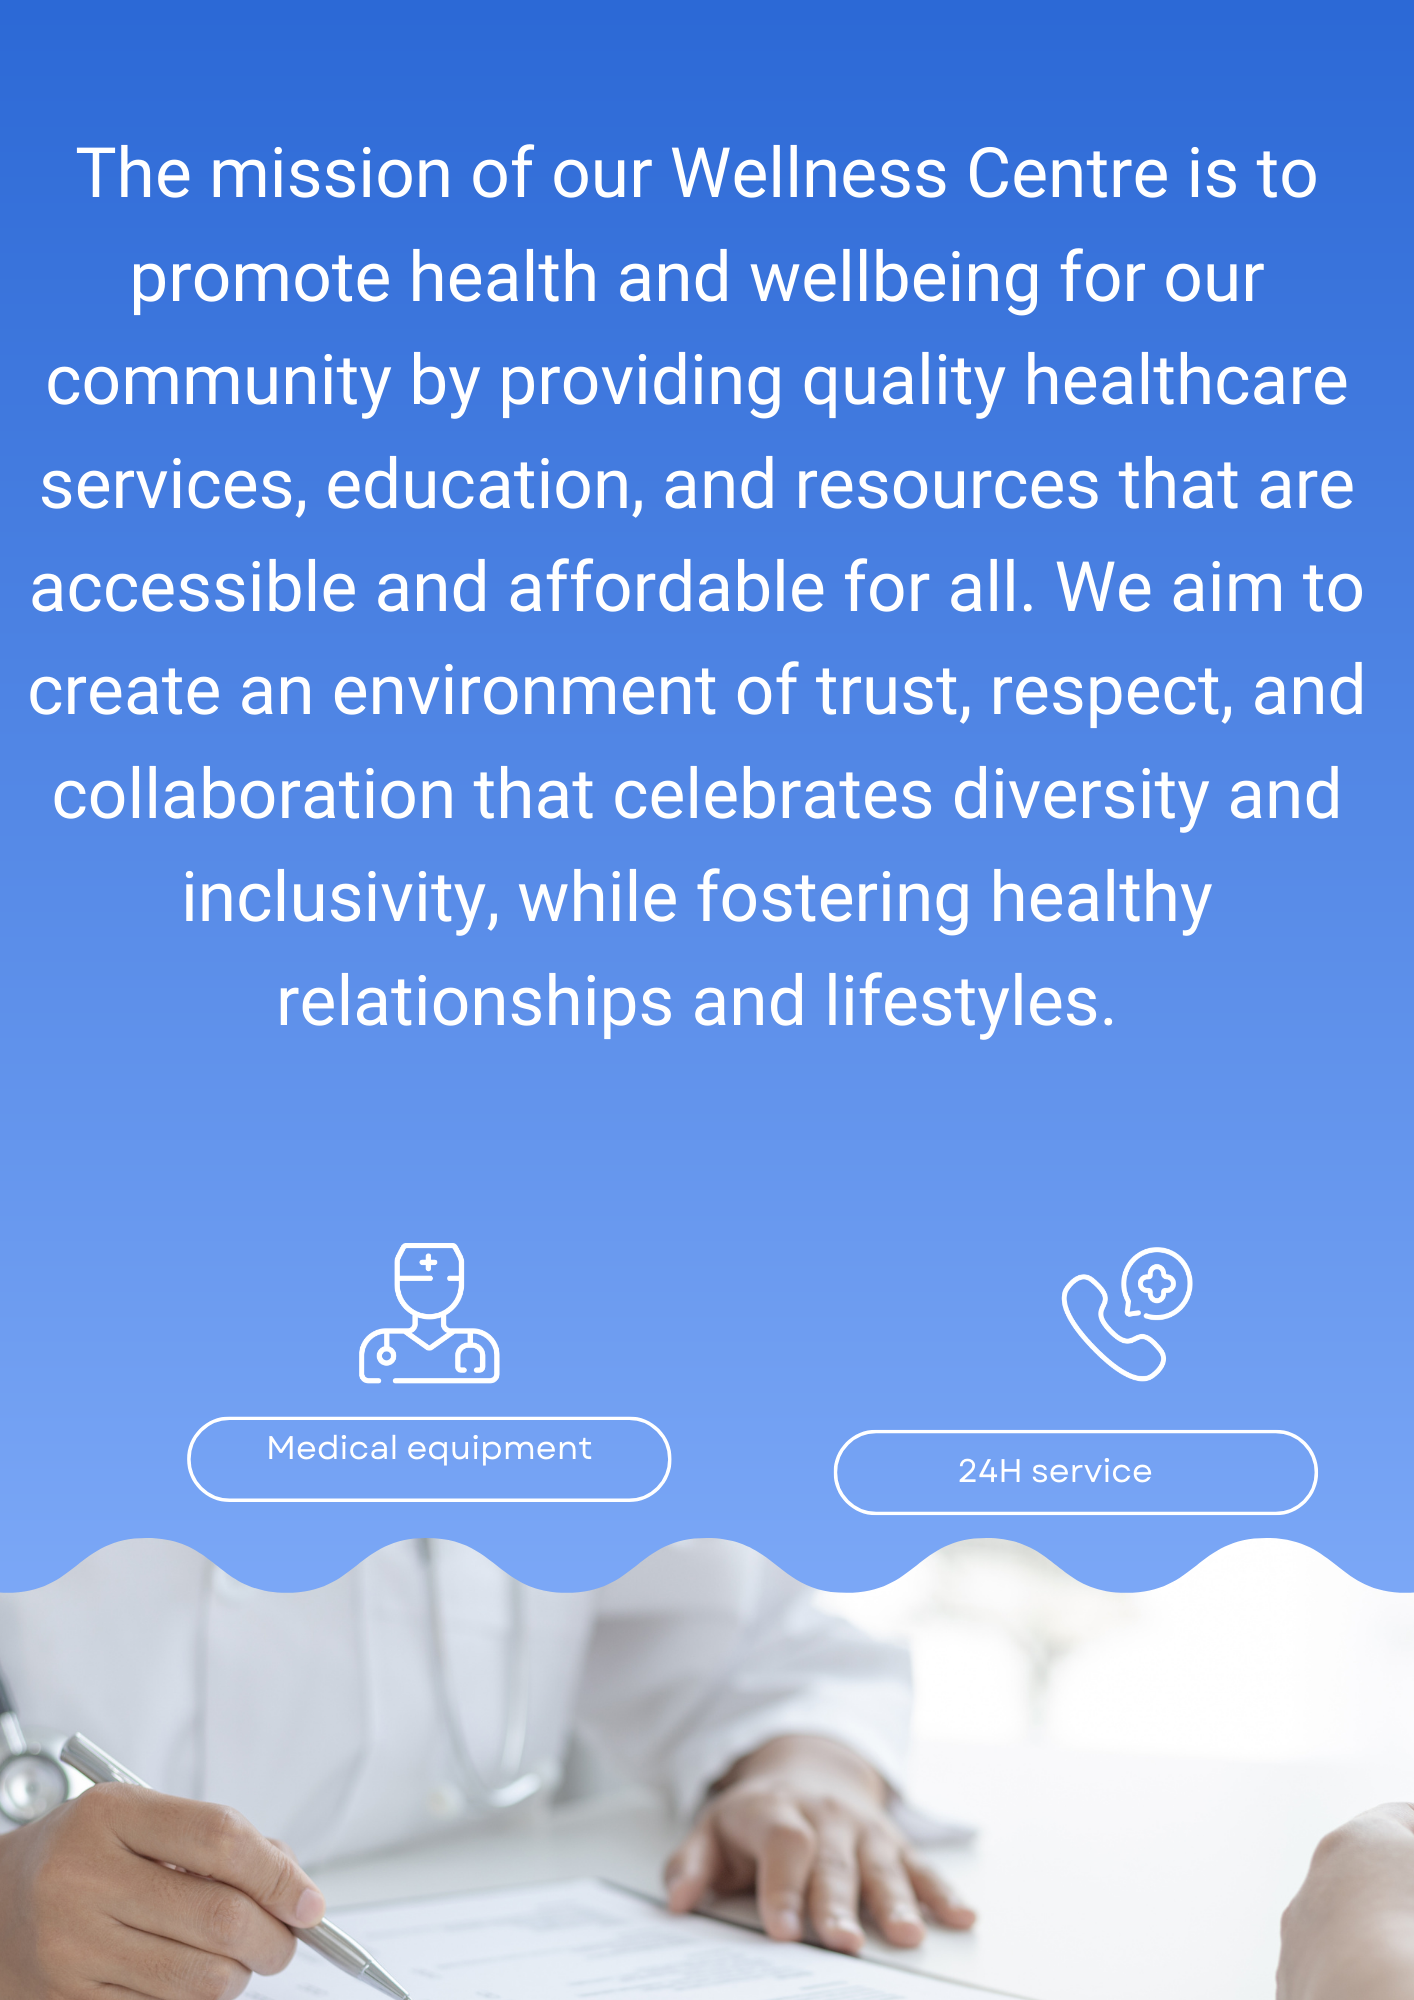 The mission of our Wellness Centre is to
promote health and wellbeing for our
community by providing quality healthcare
services, education, and resources that are
accessible and affordable for all. We aim to
create an environment of trust, respect, and
collaboration that celebrates diversity and
inclusivity, while fostering healthy
relationships and lifestyles.
Medical equipment
24H service